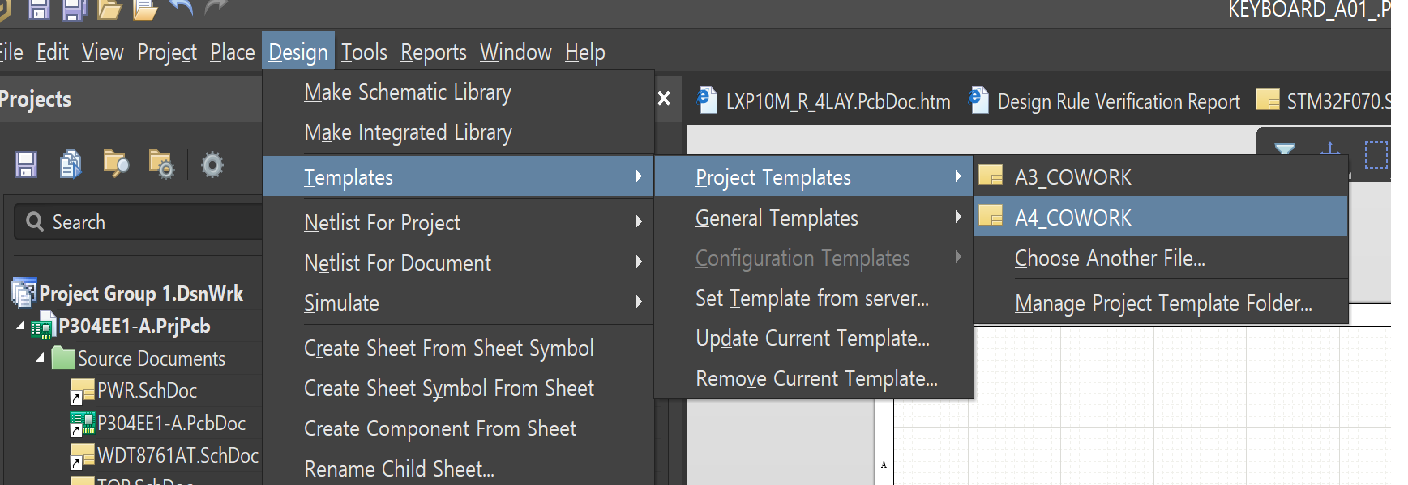 KEYBOARD_A01_.P
File Edit View Project Place Design Tools Reports Window Help
Projects
LXP10M_R_4LAY.PcbDoc.htm
Design Rule Verification Report
STM32F070.S
Search
Project Group 1.DsnWrk
P304EE1-A.PrjPcb
Source Documents
PWR.SchDoc
P304EE1-A.PcbDoc
WDT8761AT.SchDoc
TOP.SchDoc
Make Schematic Library
Make Integrated Library
Templates
Netlist For Project
Netlist For Document
Simulate
Create Sheet From Sheet Symbol
Create Sheet Symbol From Sheet
Create Component From Sheet
Rename Child Sheet...
Project Templates
General Templates
Configuration Templates
Set Template from server...
Update Current Template...
Remove Current Template...
A3_COWORK
A4_COWORK
Choose Another File...
Manage Project Template Folder...
A